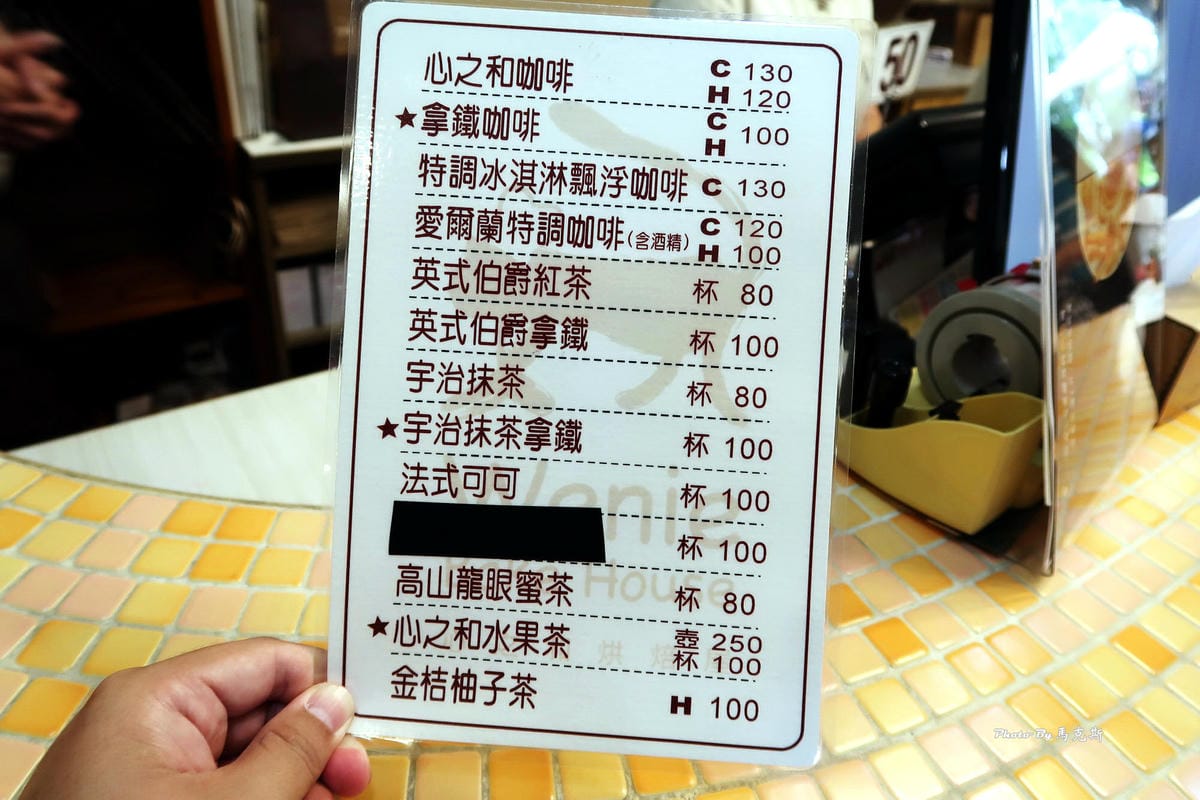 50
心之和咖啡 C 130
H 120
★拿鐵咖啡 C H 100
特調冰淇淋飄浮咖啡 C 130
愛爾蘭特調咖啡(含酒精) C 120
H 100
英式伯爵紅茶 杯 80
英式伯爵拿鐵 杯 100
宇治抹茶 杯 80
★宇治抹茶拿鐵 杯 100
法式可可 杯 100
杯 100
高山龍眼蜜茶 杯 80
★心之和水果茶 壺 250
杯 100
金桔柚子茶 H 100
House
烘焙
Photo By 馬克斯